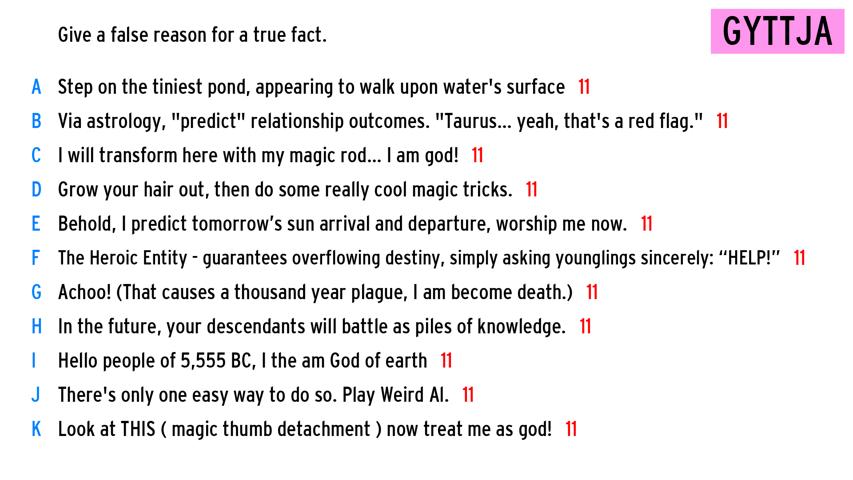 Give a false reason for a true fact.
GYTTJA
A Step on the tiniest pond, appearing to walk upon water's surface 11
B Via astrology, "predict" relationship outcomes. "Taurus... yeah, that's a red flag." 11
C I will transform here with my magic rod... I am god! 11
D Grow your hair out, then do some really cool magic tricks. 11
E Behold, I predict tomorrow’s sun arrival and departure, worship me now. 11
F The Heroic Entity - guarantees overflowing destiny, simply asking younglings sincerely: “HELP!” 11
G Achoo! (That causes a thousand year plague, I am become death.) 11
H In the future, your descendants will battle as piles of knowledge. 11
I Hello people of 5,555 BC, I the am God of earth 11
J There's only one easy way to do so. Play Weird Al. 11
K Look at THIS ( magic thumb detachment ) now treat me as god! 11